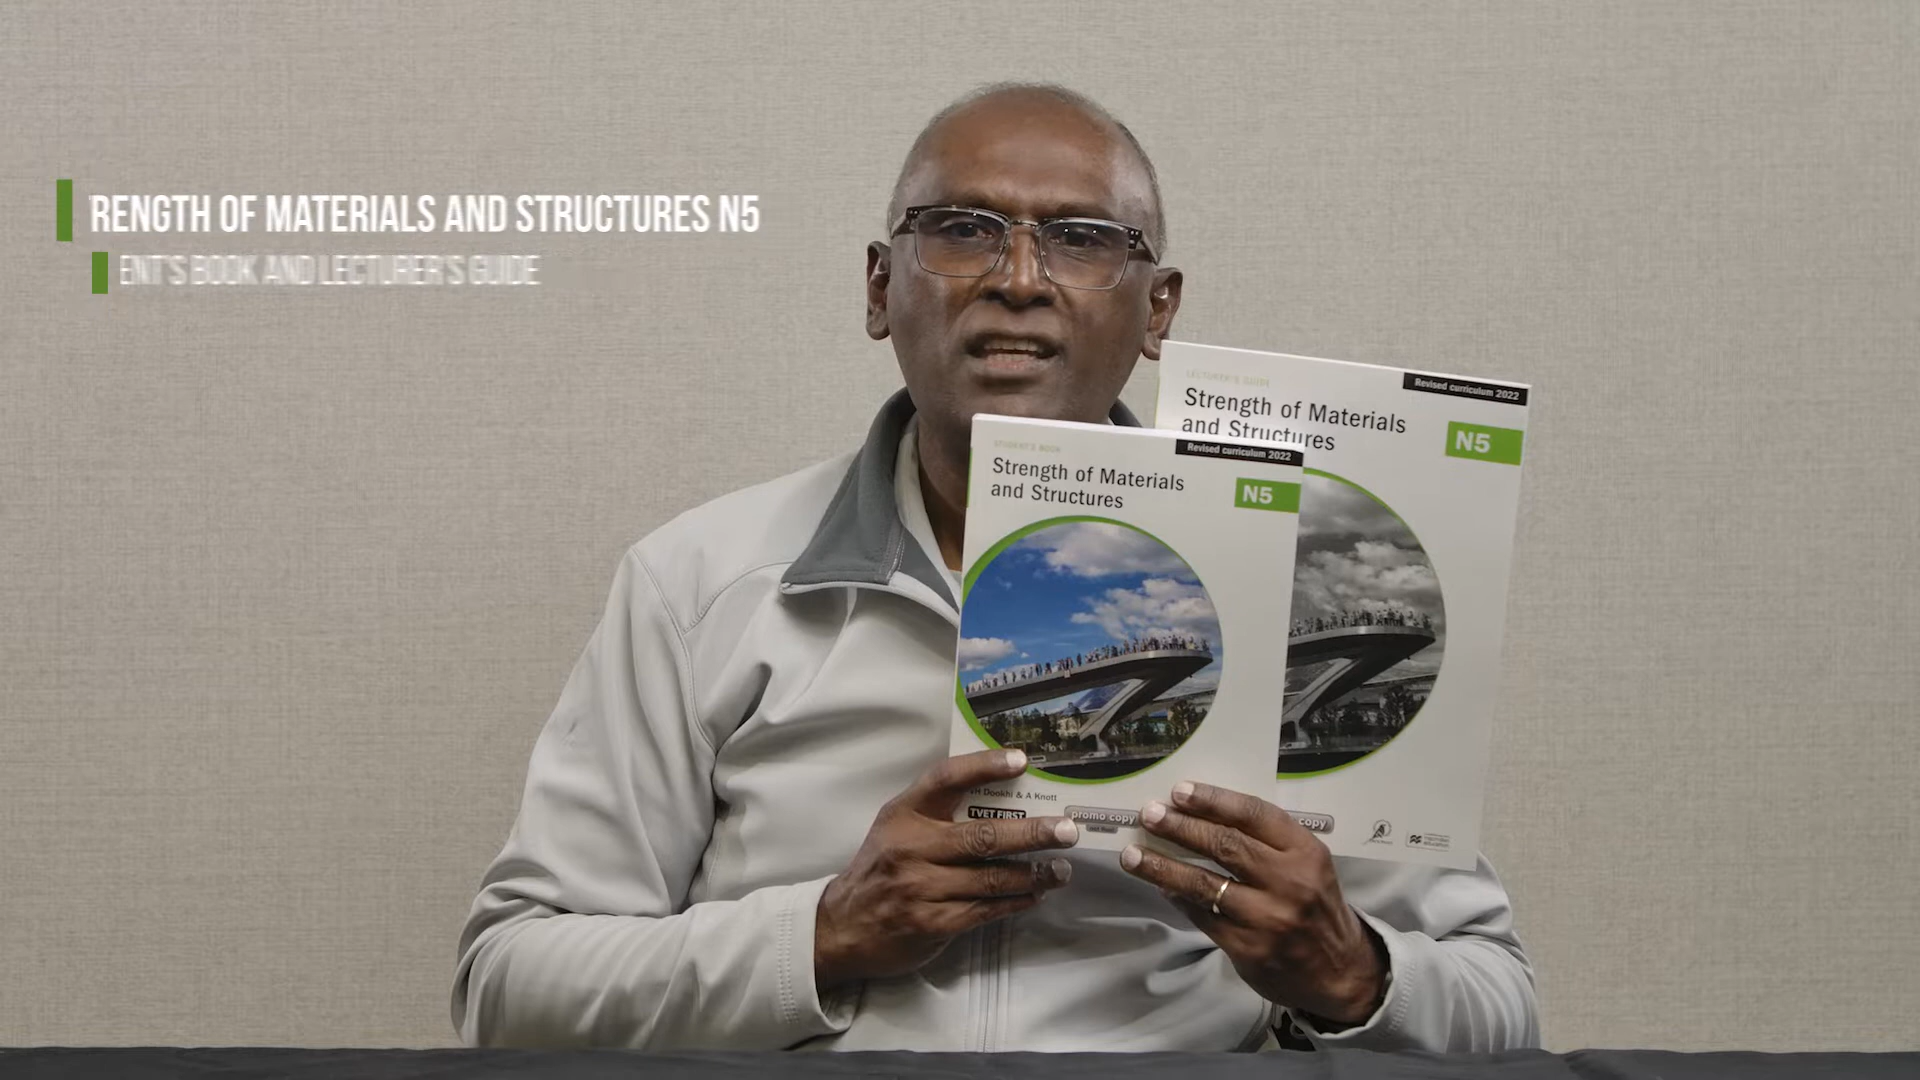 RENGTH OF MATERIALS AND STRUCTURES N5
ENT'S BOOK AND LECTURER'S GUIDE
LECTURER'S GUIDE
Revised curriculum 2022
Strength of Materials
and Structures
N5
STUDENT'S BOOK
Revised curriculum 2022
Strength of Materials
and Structures
N5
Dookhi & A Knott
TVET FIRST
promo copy
copy